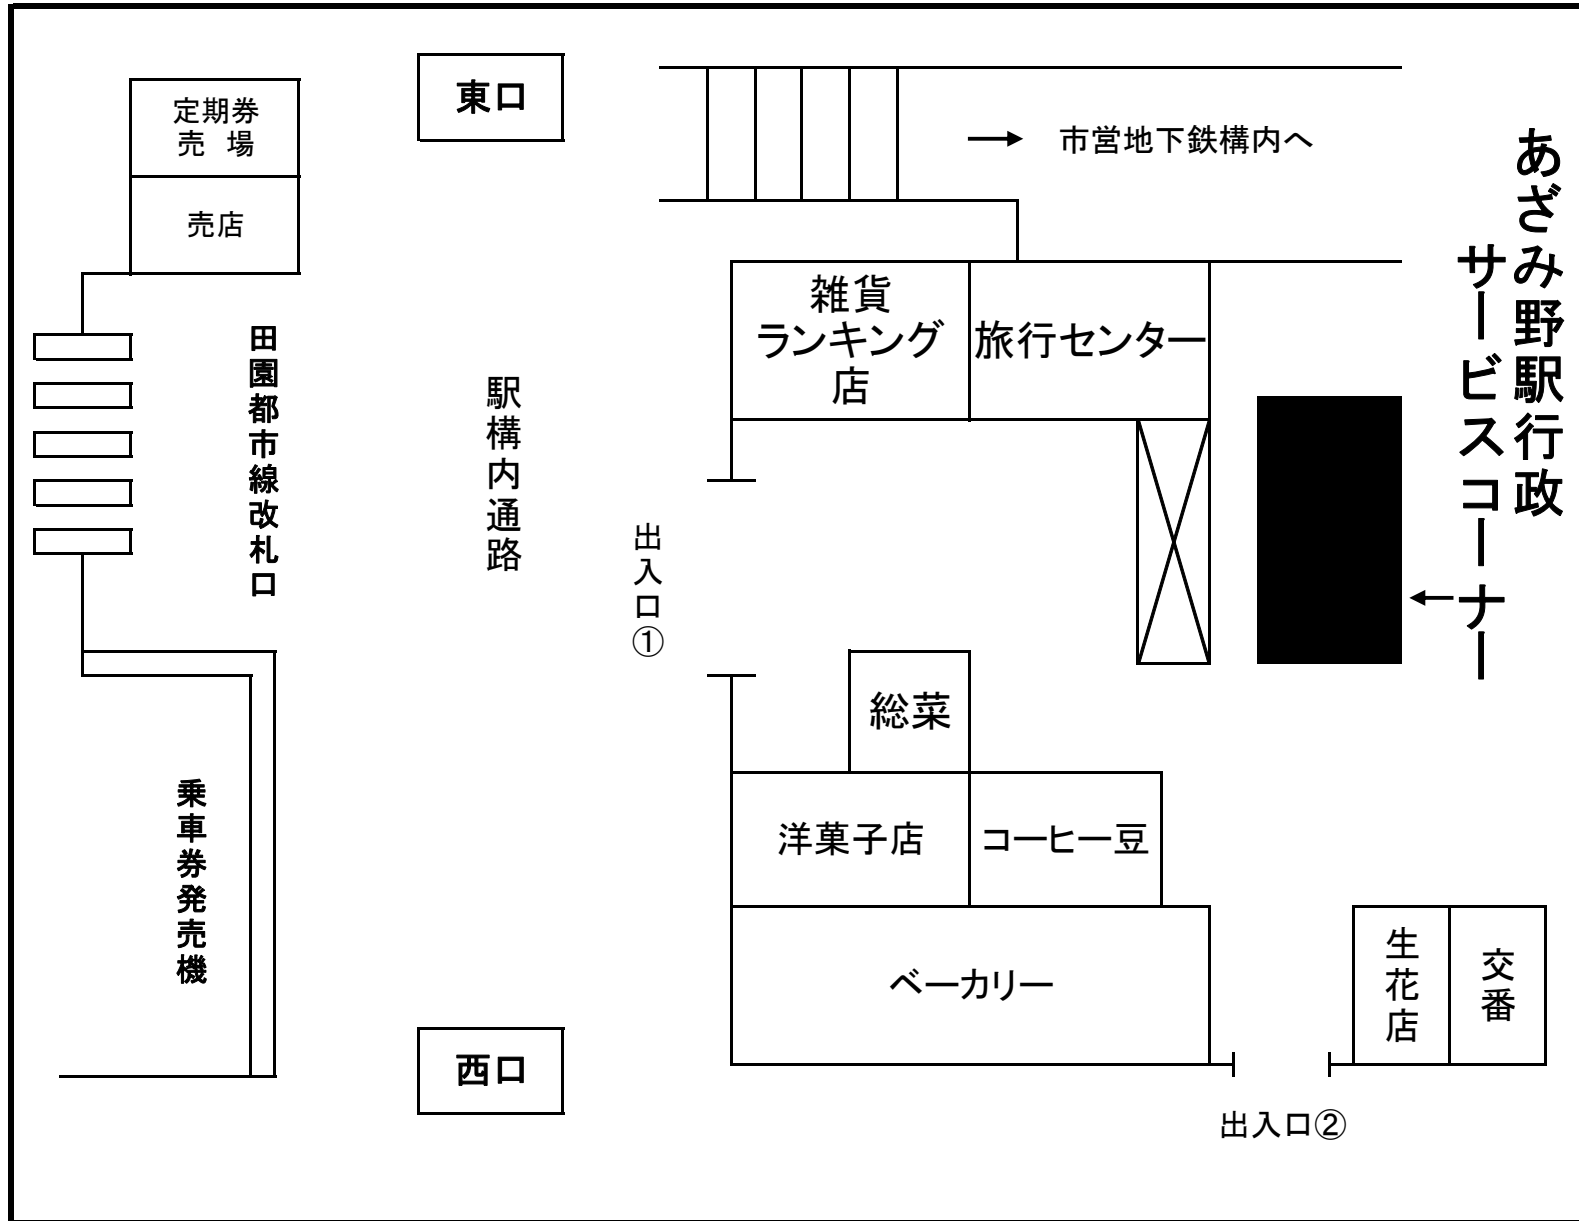 東口
定期券
売 場
売店
市営地下鉄構内へ
あざみ野駅行政
サービスコーナー
雑貨
ランキング
店
旅行センター
田園都市線改札口
駅構内通路
出入口①
総菜
洋菓子店
コーヒー豆
乗車券発売機
ベーカリー
生花店
交番
西口
出入口②